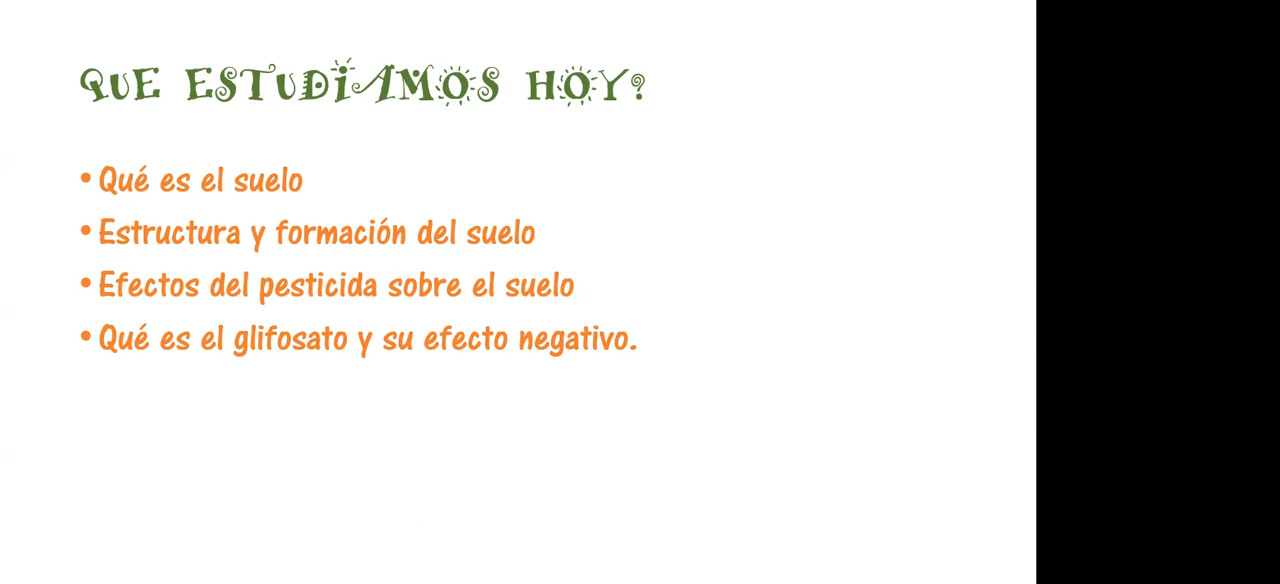 QUE ESTUDIAMOS HOY?
• Qué es el suelo
• Estructura y formación del suelo
• Efectos del pesticida sobre el suelo
• Qué es el glifosato y su efecto negativo.